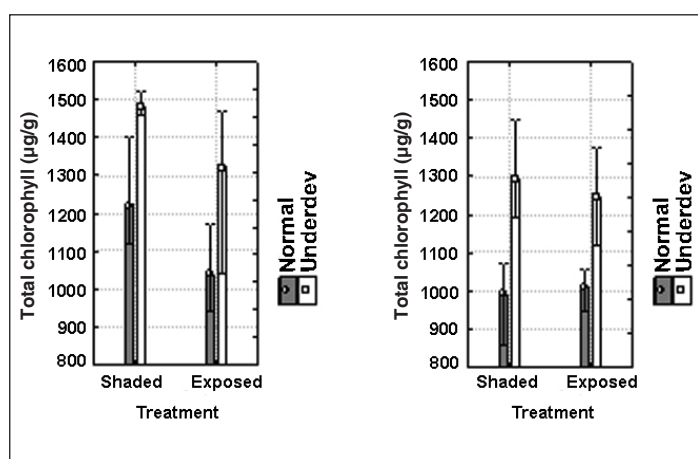 Total chlorophyll (µg/g)
1600
1500
1400
1300
1200
1100
1000
900
800
Shaded Exposed
Treatment
Normal
Underdev
Total chlorophyll (µg/g)
1600
1500
1400
1300
1200
1100
1000
900
800
Shaded Exposed
Treatment
Normal
Underdev